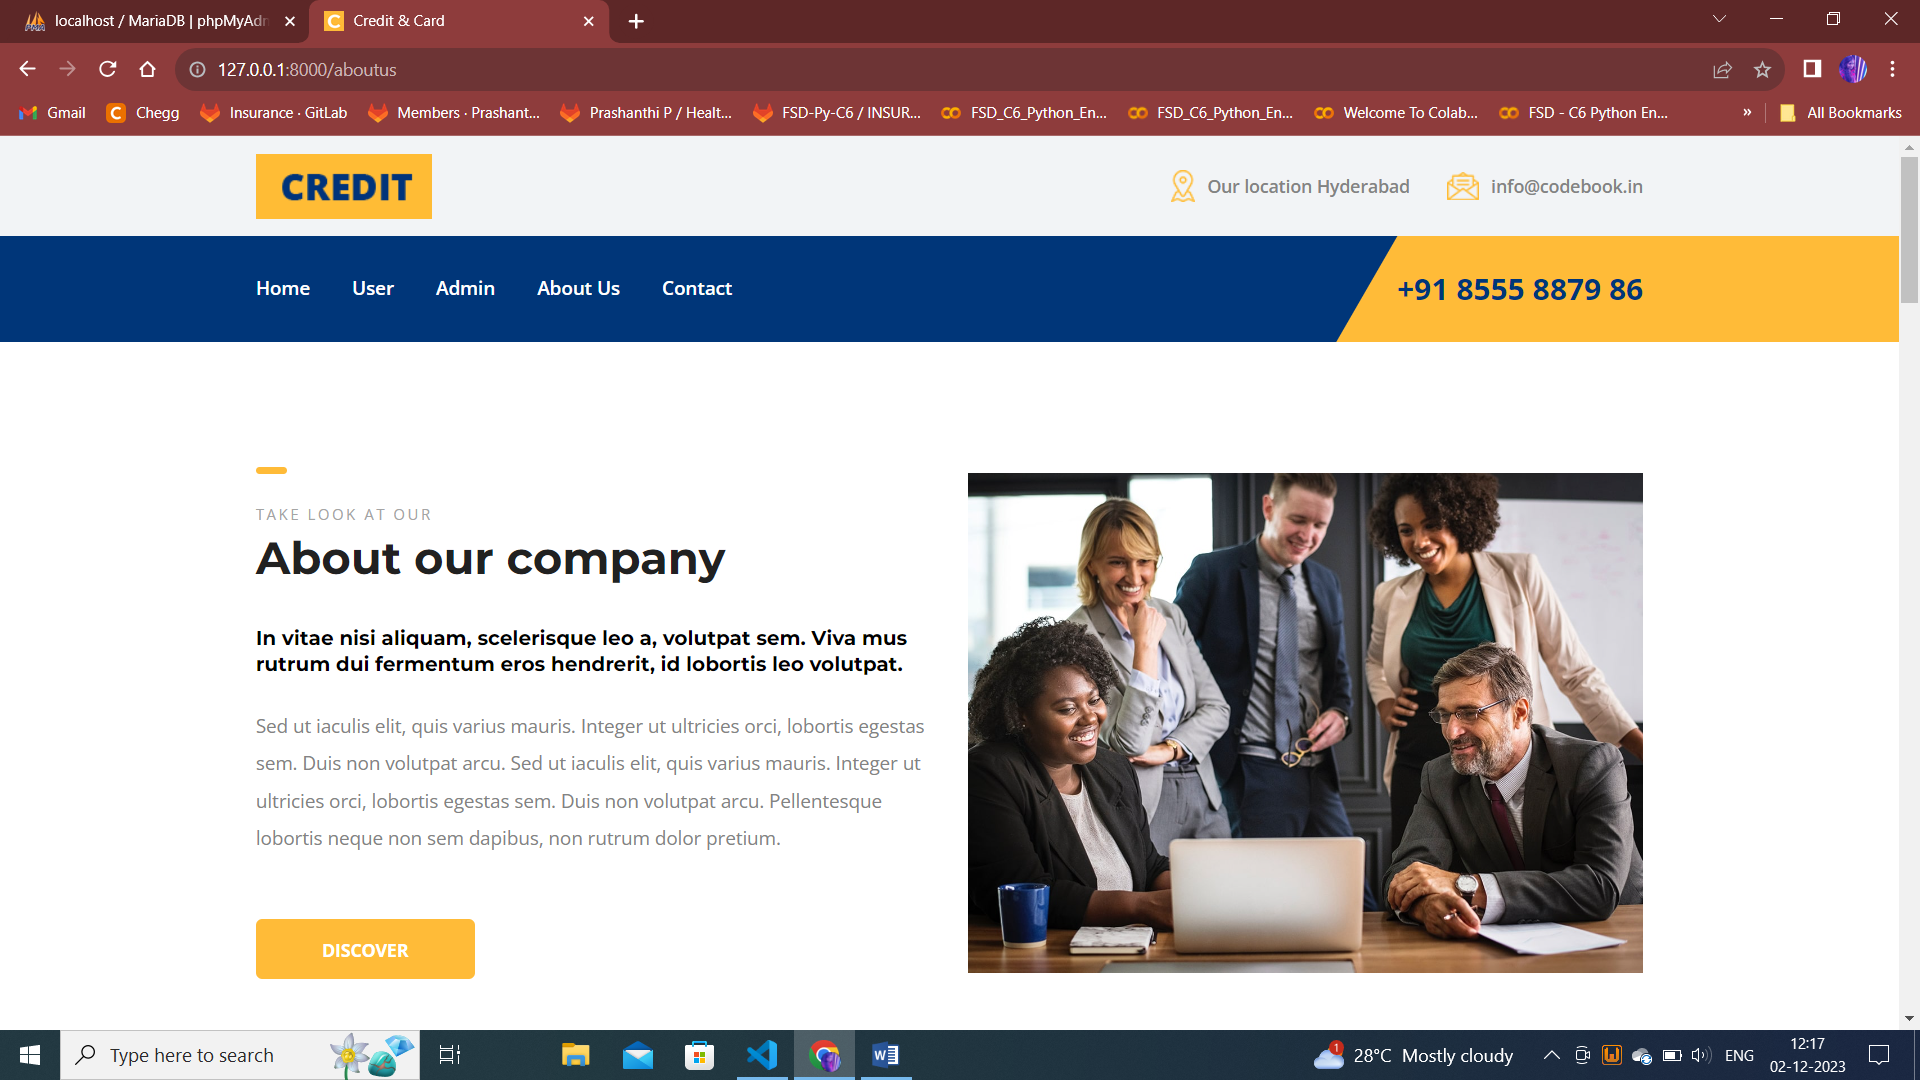 localhost / MariaDB | phpMyAdn
Credit & Card
127.0.0.1:8000/aboutus
Gmail
Chegg
Insurance · GitLab
Members · Prashant...
Prashanthi P / Healt...
FSD-Py-C6 / INSUR...
FSD_C6_Python_En...
FSD_C6_Python_En...
Welcome To Colab...
FSD - C6 Python En...
»
All Bookmarks
CREDIT
Our location Hyderabad
info@codebook.in
Home
User
Admin
About Us
Contact
+91 8555 8879 86
TAKE LOOK AT OUR
About our company
In vitae nisi aliquam, scelerisque leo a, volutpat sem. Viva mus
rutrum dui fermentum eros hendrerit, id lobortis leo volutpat.
Sed ut iaculis elit, quis varius mauris. Integer ut ultricies orci, lobortis egestas
sem. Duis non volutpat arcu. Sed ut iaculis elit, quis varius mauris. Integer ut
ultricies orci, lobortis egestas sem. Duis non volutpat arcu. Pellentesque
lobortis neque non sem dapibus, non rutrum dolor pretium.
DISCOVER
Type here to search
1
28°C Mostly cloudy
ENG
12:17
02-12-2023